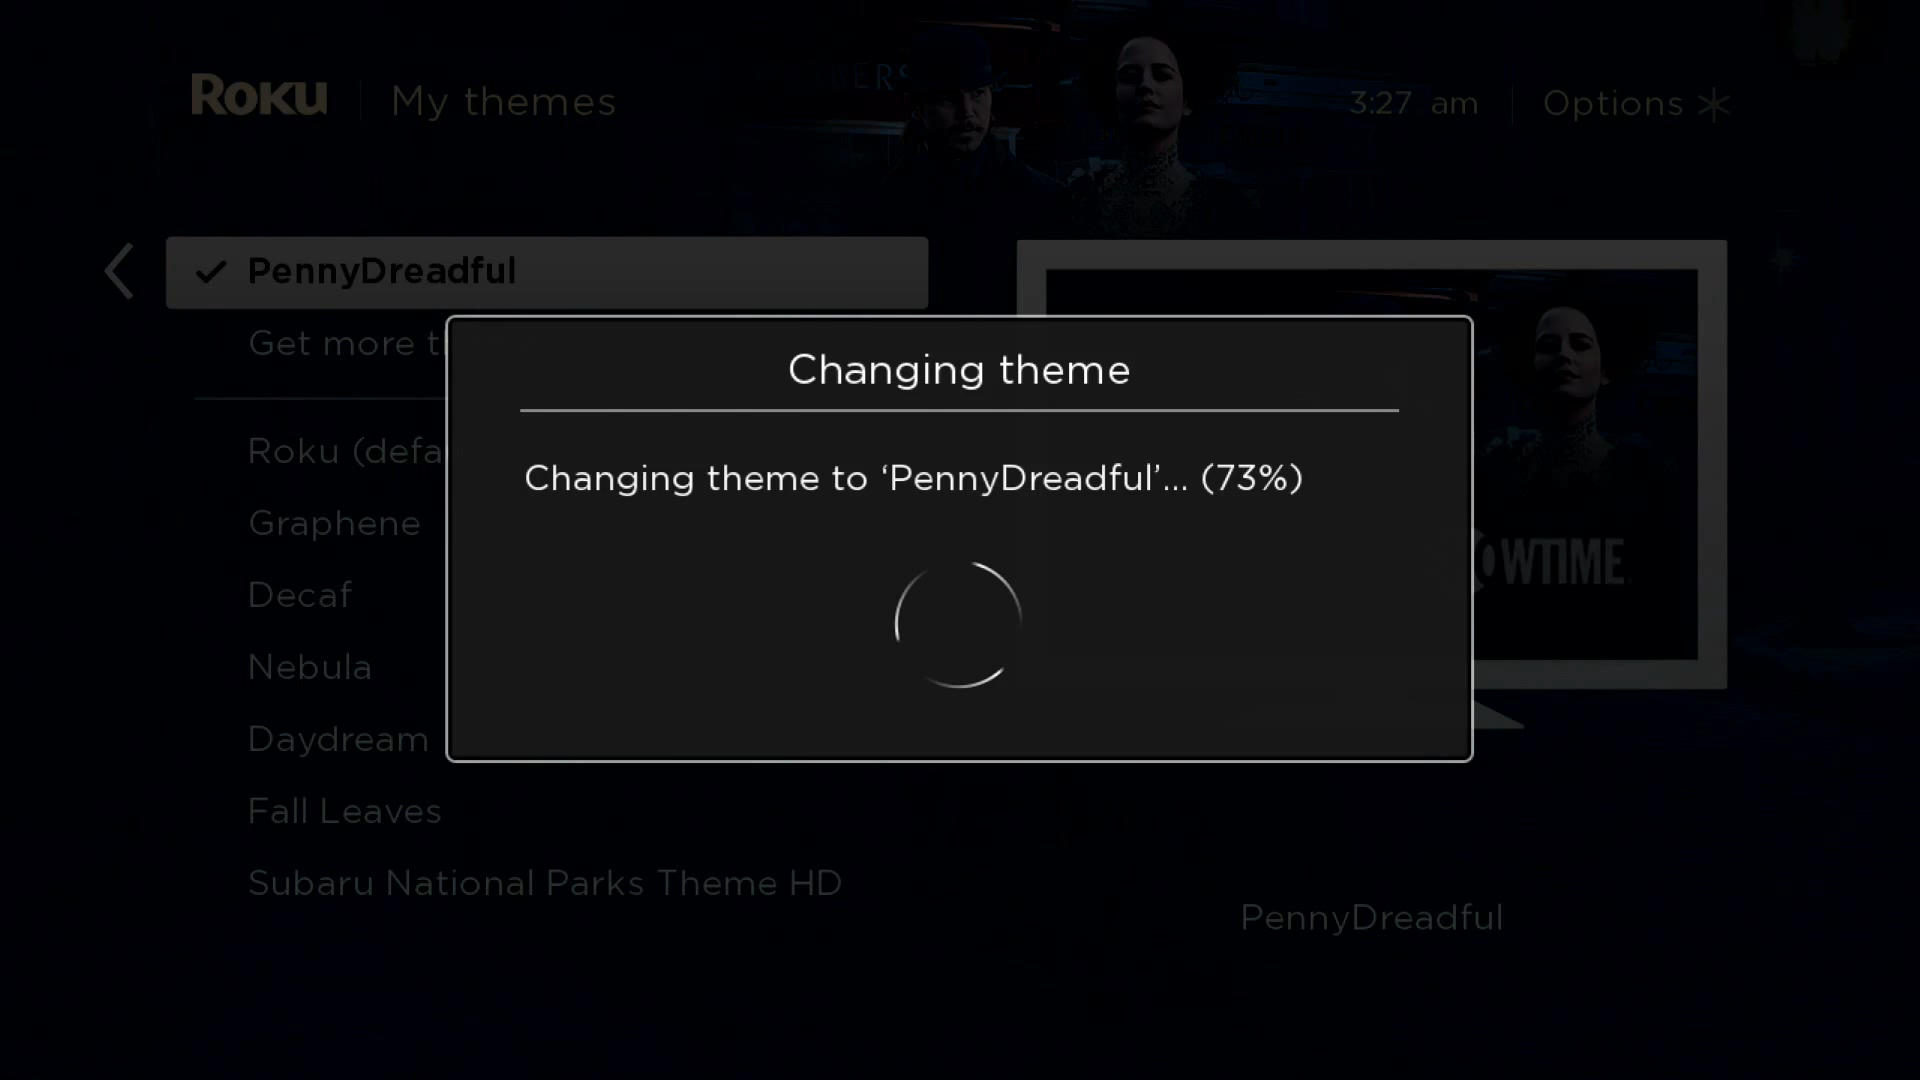 Roku
My themes
3:27 am
Options
PennyDreadful
Get more
Changing theme
Changing theme to ‘PennyDreadful’... (73%)
Roku (defa
Graphene
Decaf
Nebula
Daydream
Fall Leaves
Subaru National Parks Theme HD
WTIME
PennyDreadful